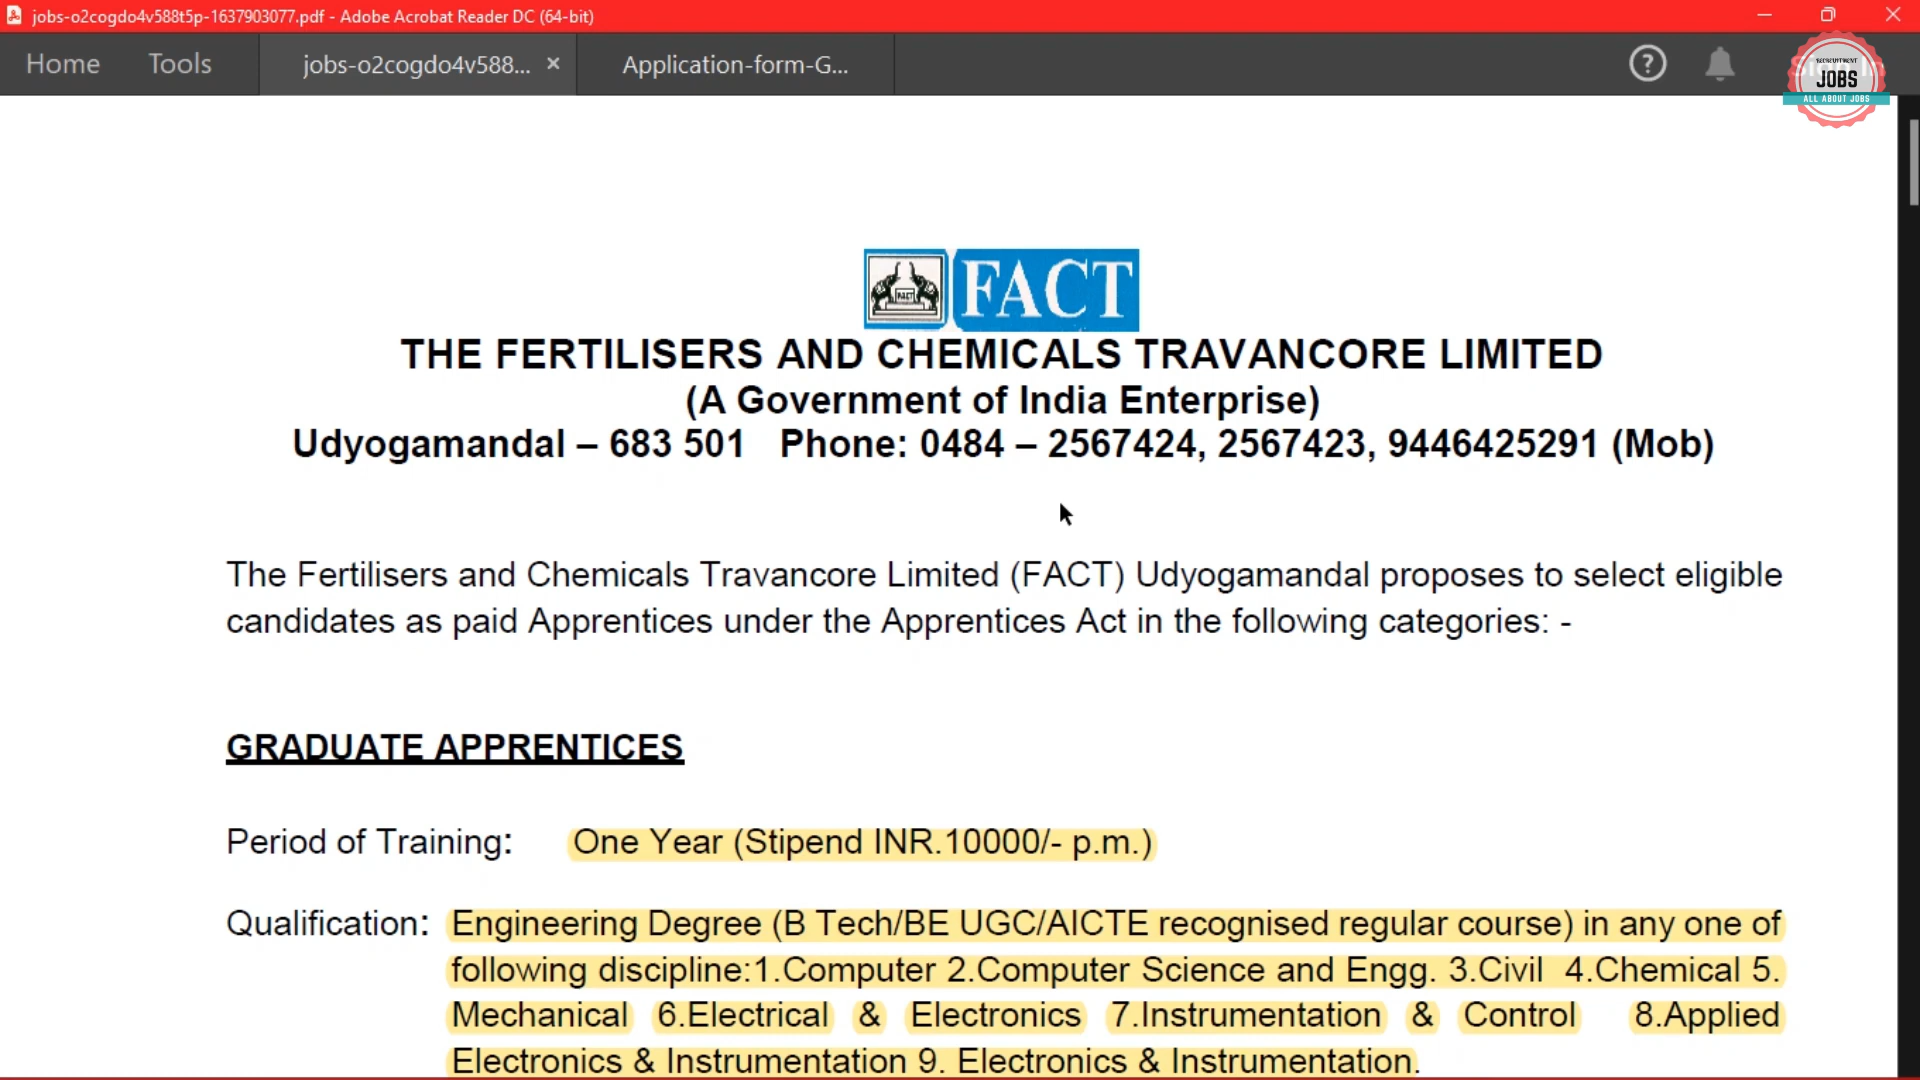 jobs-o2cogdo4v588t5p-1637903077.pdf - Adobe Acrobat Reader DC (64-bit)
Home Tools jobs-o2cogdo4v588... × Application-form-G... ?
RECRUITMENT
JOBS
ALL ABOUT JOBS
FACT FACT
THE FERTILISERS AND CHEMICALS TRAVANCORE LIMITED
(A Government of India Enterprise)
Udyogamandal – 683 501 Phone: 0484 – 2567424, 2567423, 9446425291 (Mob)
The Fertilisers and Chemicals Travancore Limited (FACT) Udyogamandal proposes to select eligible
candidates as paid Apprentices under the Apprentices Act in the following categories: -
GRADUATE APPRENTICES
Period of Training: One Year (Stipend INR.10000/- p.m.)
Qualification: Engineering Degree (B Tech/BE UGC/AICTE recognised regular course) in any one of
following discipline:1.Computer 2.Computer Science and Engg. 3.Civil 4.Chemical 5.
Mechanical 6.Electrical & Electronics 7.Instrumentation & Control 8.Applied
Electronics & Instrumentation 9. Electronics & Instrumentation.